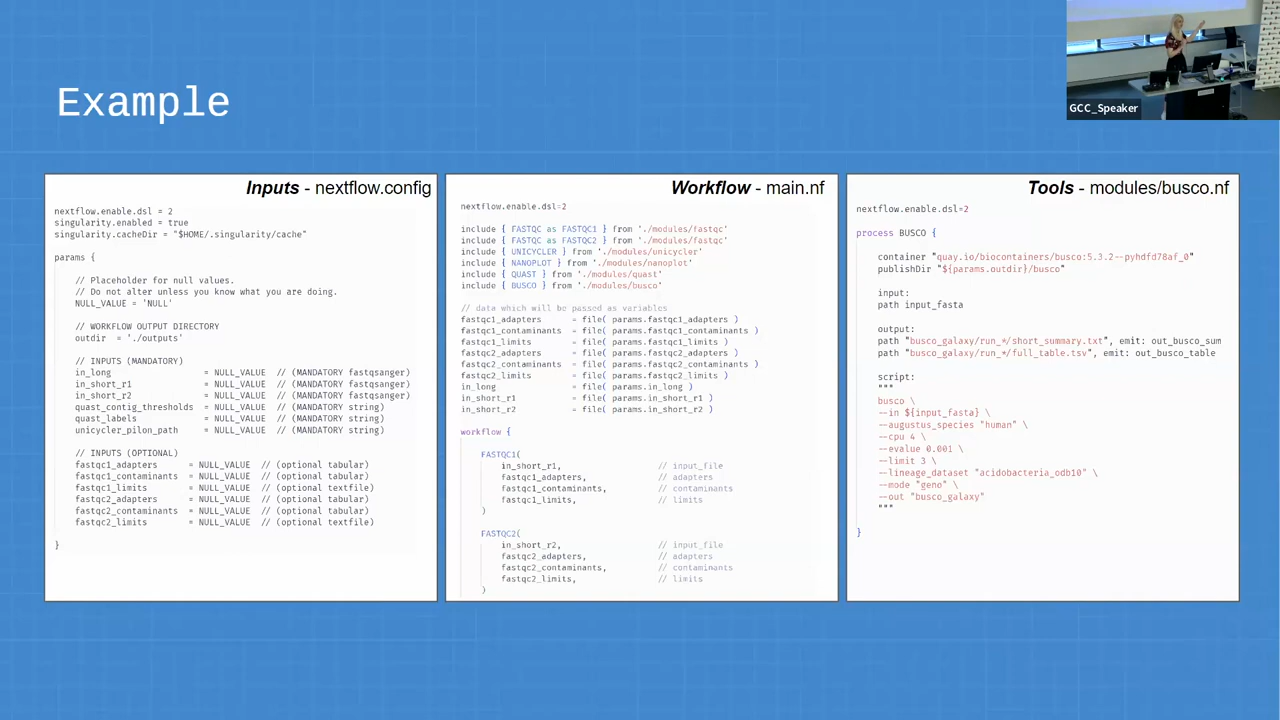 Example
GCC_Speaker
Inputs - nextflow.config
nextflow.enable.dsl = 2
singularity.enabled = true
singularity.cacheDir = "$HOME/.singularity/cache"
params {
// Placeholder for null values.
// Do not alter unless you know what you are doing.
NULL_VALUE = 'NULL'
// WORKFLOW OUTPUT DIRECTORY
outdir = './outputs'
// INPUTS (MANDATORY)
in_long = NULL_VALUE // (MANDATORY fastqsanger)
in_short_r1 = NULL_VALUE // (MANDATORY fastqsanger)
in_short_r2 = NULL_VALUE // (MANDATORY fastqsanger)
quast_contig_thresholds = NULL_VALUE // (MANDATORY string)
quast_labels = NULL_VALUE // (MANDATORY string)
unicycler_pilon_path = NULL_VALUE // (MANDATORY string)
// INPUTS (OPTIONAL)
fastqc1_adapters = NULL_VALUE // (optional tabular)
fastqc1_contaminants = NULL_VALUE // (optional tabular)
fastqc1_limits = NULL_VALUE // (optional textfile)
fastqc2_adapters = NULL_VALUE // (optional tabular)
fastqc2_contaminants = NULL_VALUE // (optional tabular)
fastqc2_limits = NULL_VALUE // (optional textfile)
}
Workflow - main.nf
nextflow.enable.dsl=2
include { FASTQC as FASTQC1 } from './modules/fastqc'
include { FASTQC as FASTQC2 } from './modules/fastqc'
include { UNICYCLER } from './modules/unicycler'
include { NANOPLOT } from './modules/nanoplot'
include { QUAST } from './modules/quast'
include { BUSCO } from './modules/busco'
// data which will be passed as variables
fastqc1_adapters = file( params.fastqc1_adapters )
fastqc1_contaminants = file( params.fastqc1_contaminants )
fastqc1_limits = file( params.fastqc1_limits )
fastqc2_adapters = file( params.fastqc2_adapters )
fastqc2_contaminants = file( params.fastqc2_contaminants )
fastqc2_limits = file( params.fastqc2_limits )
in_long = file( params.in_long )
in_short_r1 = file( params.in_short_r1 )
in_short_r2 = file( params.in_short_r2 )
workflow {
FASTQC1(
in_short_r1, // input_file
fastqc1_adapters, // adapters
fastqc1_contaminants, // contaminants
fastqc1_limits, // limits
)
FASTQC2(
in_short_r2, // input_file
fastqc2_adapters, // adapters
fastqc2_contaminants, // contaminants
fastqc2_limits, // limits
)
Tools - modules/busco.nf
nextflow.enable.dsl=2
process BUSCO {
container "quay.io/biocontainers/busco:5.3.2--pyhdfd78af_0"
publishDir "${params.outdir}/busco"
input:
path input_fasta
output:
path "busco_galaxy/run_*/short_summary.txt", emit: out_busco_sum
path "busco_galaxy/run_*/full_table.tsv", emit: out_busco_table
script:
"""
busco \
--in ${input_fasta} \
--augustus_species "human" \
--cpu 4 \
--evalue 0.001 \
--limit 3 \
--lineage_dataset "acidobacteria_odb10" \
--mode "geno" \
--out "busco_galaxy"
"""
}